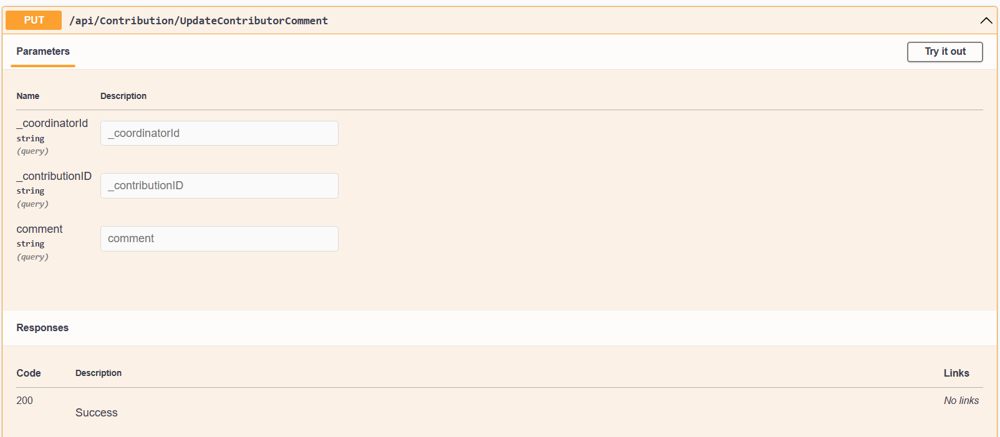 PUT /api/Contribution/UpdateContributorComment
Parameters
Try it out
Name Description
_coordinatorId
string
(query)
_coordinatorId
_contributionID
string
(query)
_contributionID
comment
string
(query)
comment
Responses
Code Description Links
200
Success
No links